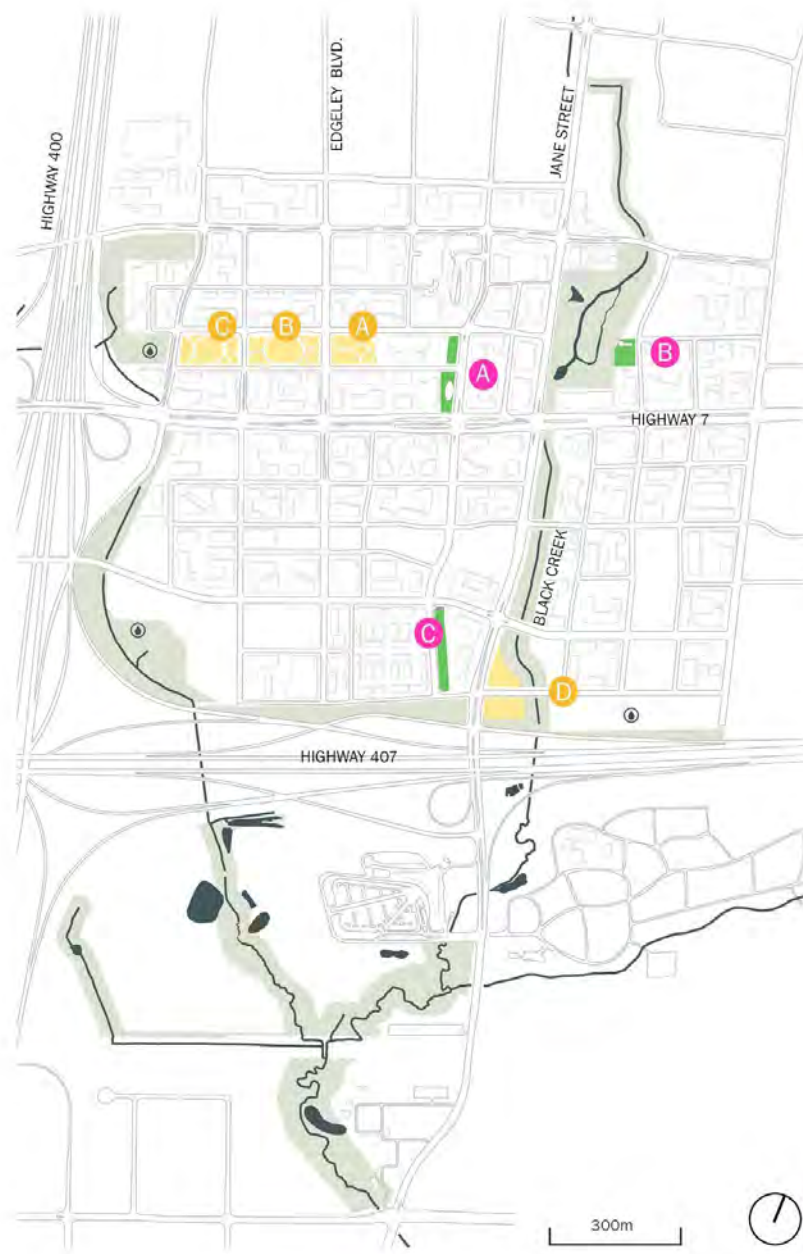 EDGELEY BLVD.
JANE STREET
HIGHWAY 400
C
B
A
B
A
HIGHWAY 7
BLACK CREEK
C
D
HIGHWAY 407
300m